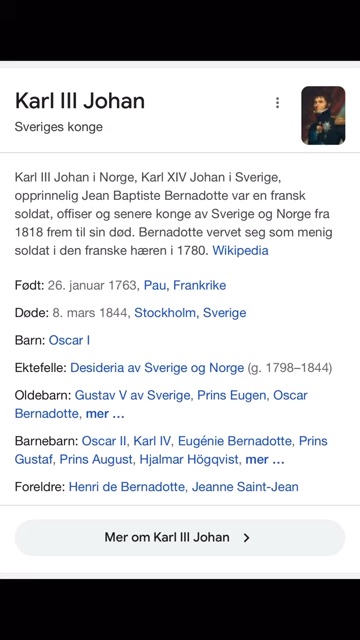 Karl III Johan
Sveriges konge
Karl III Johan i Norge, Karl XIV Johan i Sverige,
opprinnelig Jean Baptiste Bernadotte var en fransk
soldat, offiser og senere konge av Sverige og Norge fra
1818 frem til sin død. Bernadotte vervet seg som menig
soldat i den franske hæren i 1780. Wikipedia
Født: 26. januar 1763, Pau, Frankrike
Døde: 8. mars 1844, Stockholm, Sverige
Barn: Oscar I
Ektefelle: Desideria av Sverige og Norge (g. 1798–1844)
Oldebarn: Gustav V av Sverige, Prins Eugen, Oscar
Bernadotte, mer ...
Barnebarn: Oscar II, Karl IV, Eugénie Bernadotte, Prins
Gustaf, Prins August, Hjalmar Högqvist, mer ...
Foreldre: Henri de Bernadotte, Jeanne Saint-Jean
Mer om Karl III Johan